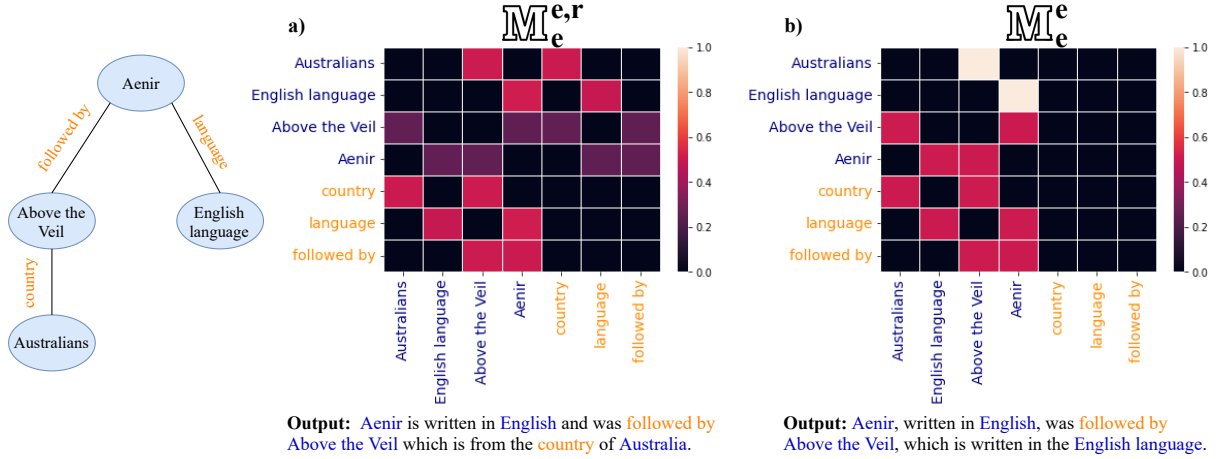 Aenir
followed by
language
Above the
Veil
English
language
country
Australians
a)
M e,r
e
Australians
English language
Above the Veil
Aenir
country
language
followed by
1.0
0.8
0.6
0.4
0.2
0.0
Australians
English language
Above the Veil
Aenir
country
language
followed by
Output: Aenir is written in English and was followed by
Above the Veil which is from the country of Australia.
b)
M e
e
Australians
English language
Above the Veil
Aenir
country
language
followed by
1.0
0.8
0.6
0.4
0.2
0.0
Australians
English language
Above the Veil
Aenir
country
language
followed by
Output: Aenir, written in English, was followed by
Above the Veil, which is written in the English language.